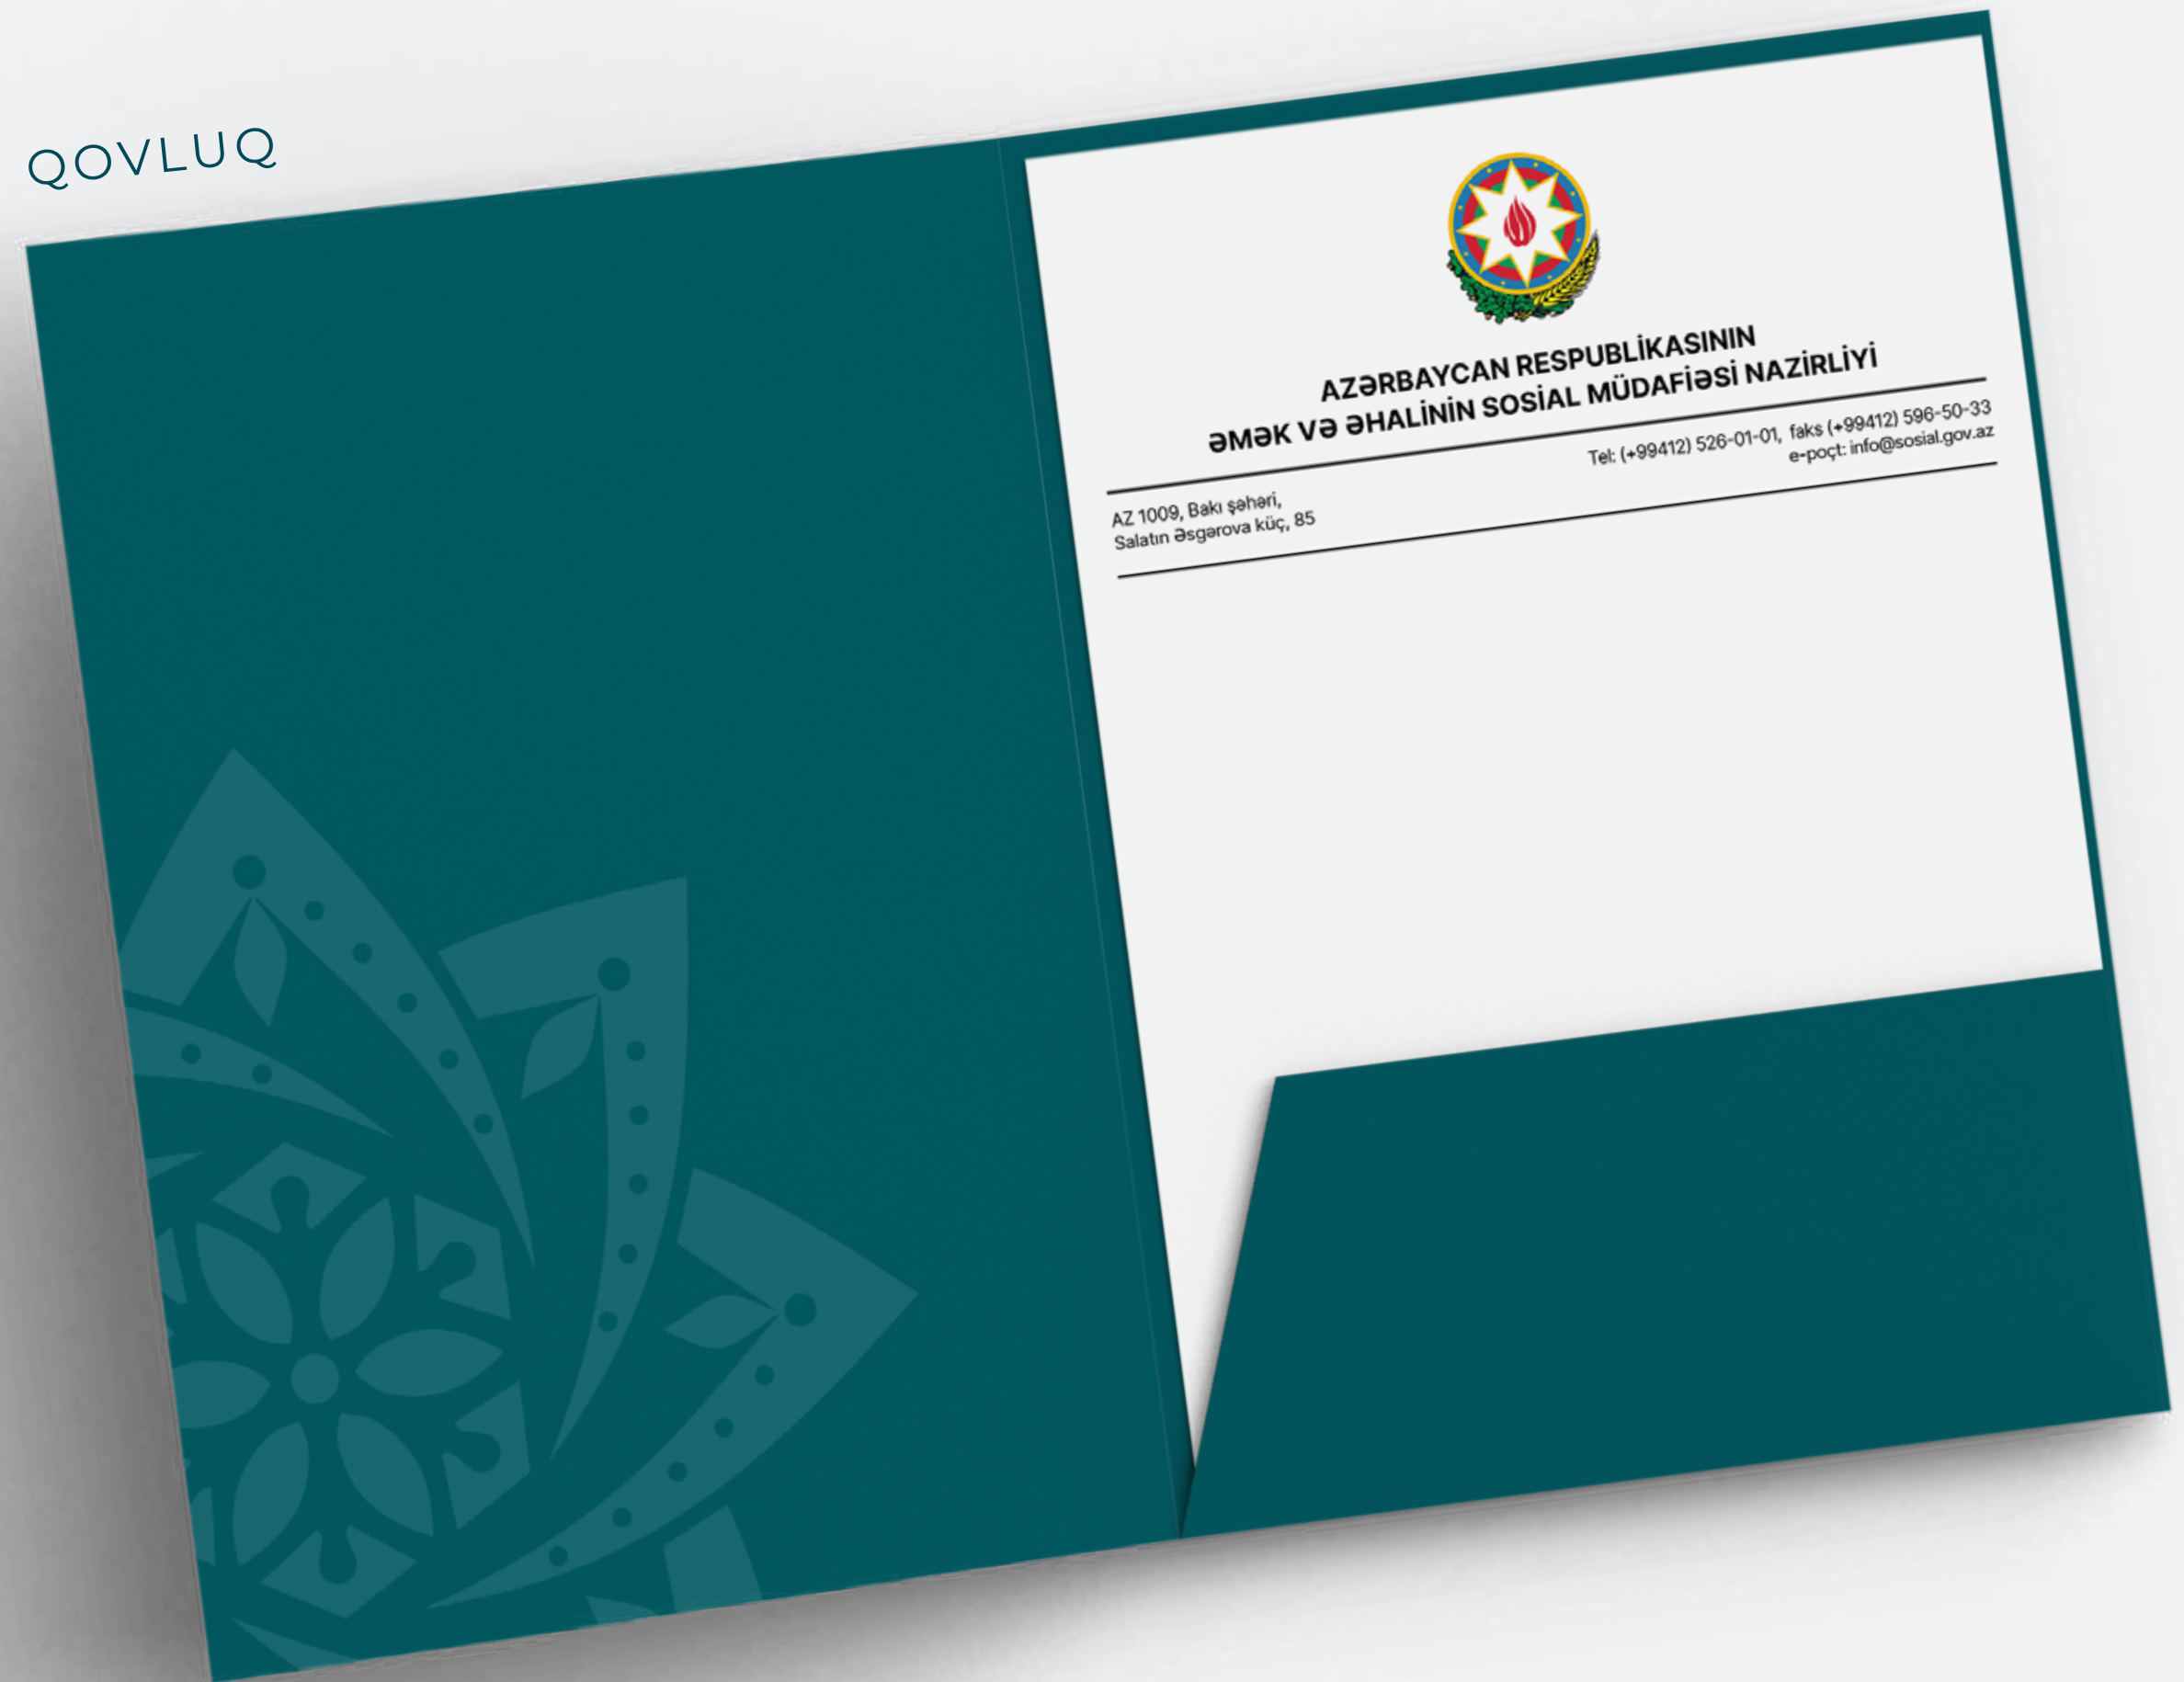 QOVLUQ
AZƏRBAYCAN RESPUBLİKASININ
ƏMƏK VƏ ƏHALİNİN SOSİAL MÜDAFİƏSİ NAZİRLİYİ
Tel: (+99412) 526-01-01, faks (+99412) 596-50-33
e-poçt: info@sosial.gov.az
AZ 1009, Bakı şəhəri,
Salatın Əsgərova küç, 85